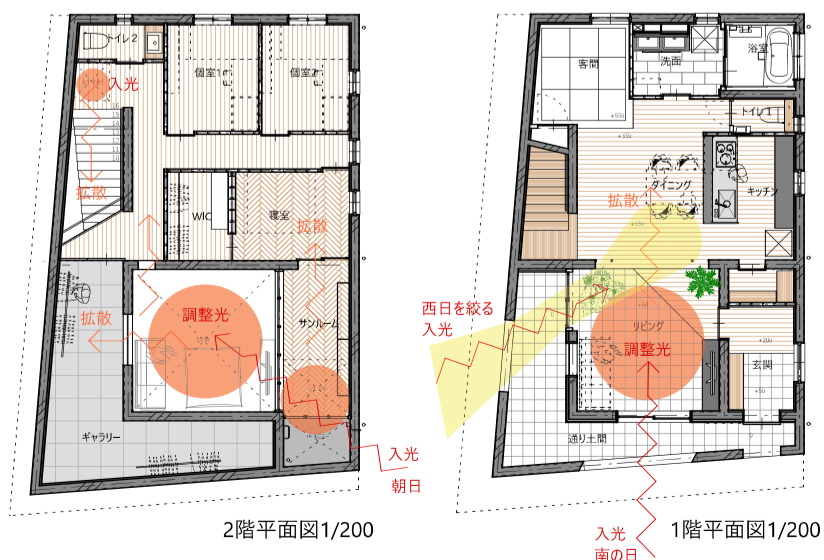 トイレ2
個室1
個室2
入光
拡散
WIC
寝室
拡散
拡散
調整光
サンルーム
ギャラリー
入光
朝日
2階平面図1/200
客間
洗面
浴室
トイレ1
ダイニング
キッチン
拡散
西日を絞る
入光
リビング
調整光
玄関
通り土間
入光
南の日
1階平面図1/200